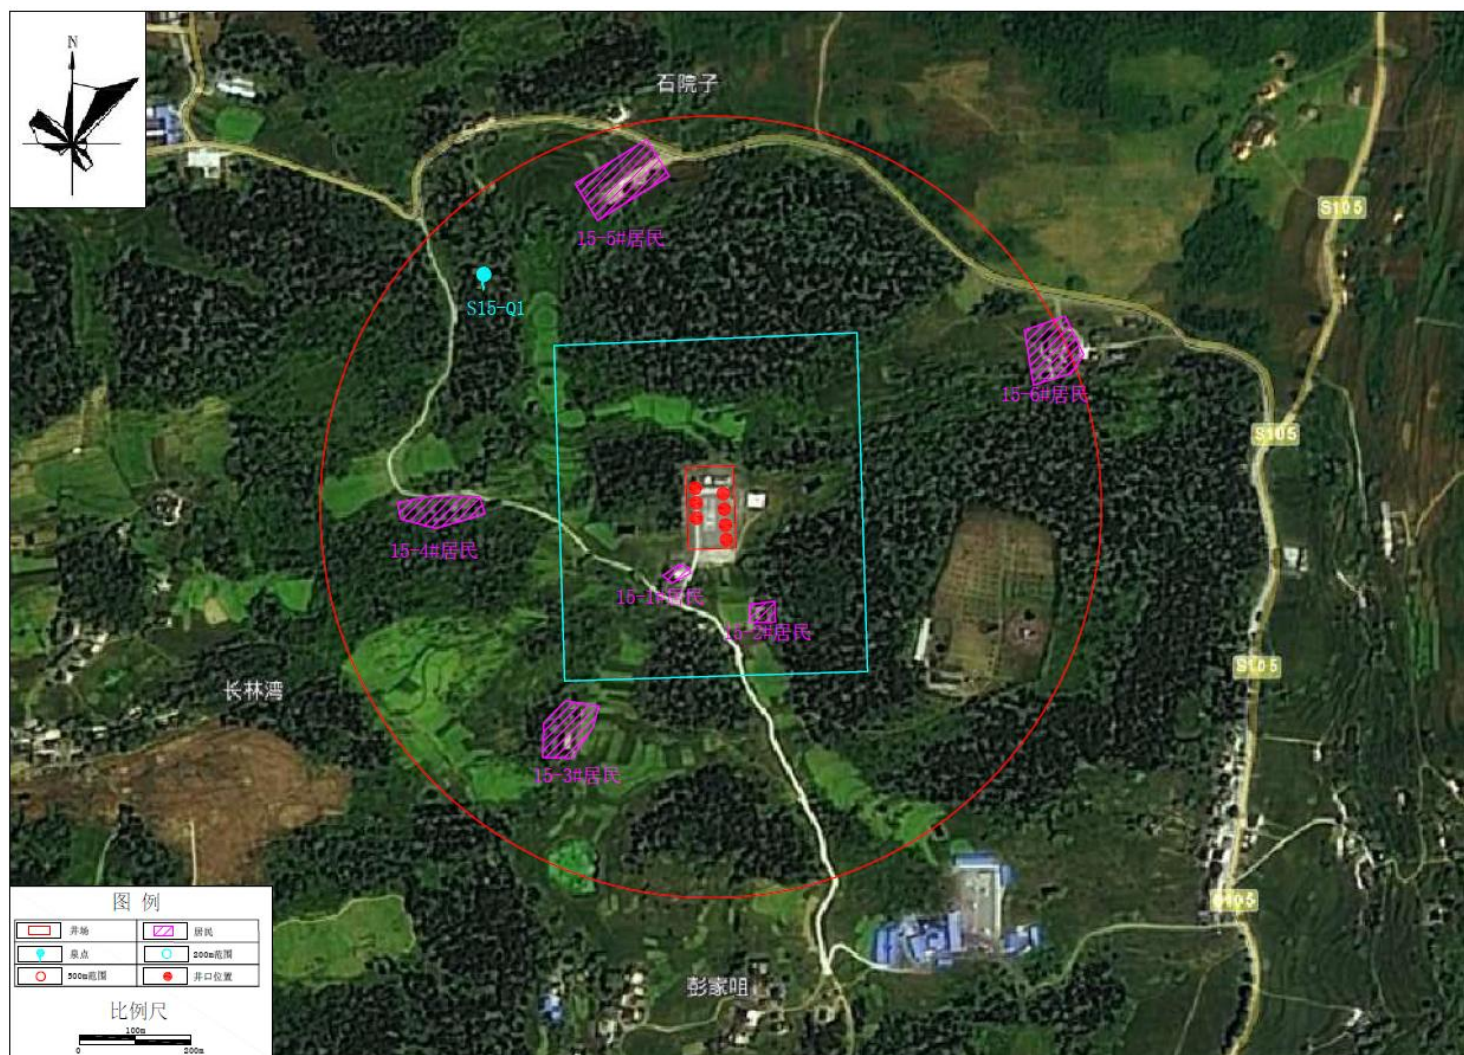 N
石院子
S105
15-5#居民
S15-Q1
15-6#居民
S105
15-4#居民
15-1#居民
15-2#居民
S105
长林湾
15-3#居民
图 例
井场
居民
泉点
200m范围
500m范围
井口位置
比例尺
100m
0
200m
S105
彭家咀